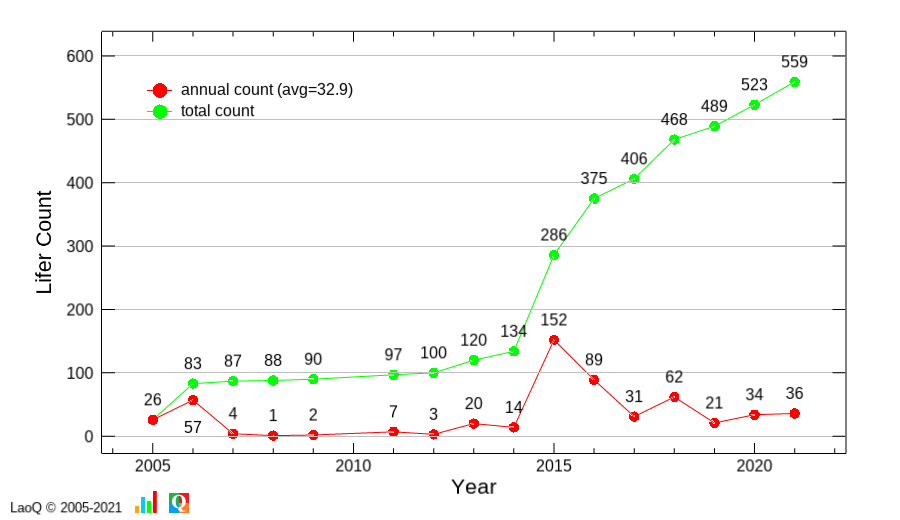 600
500
400
300
200
100
0
Lifer Count
annual count (avg=32.9)
total count
26 83 87 88 90 97 100 120 134 286 375 406 468 489 523 559
57 4 1 2 7 3 20 14 152 89 31 62 21 34 36
2005 2010 2015 2020
Year
LaoQ © 2005-2021
Q